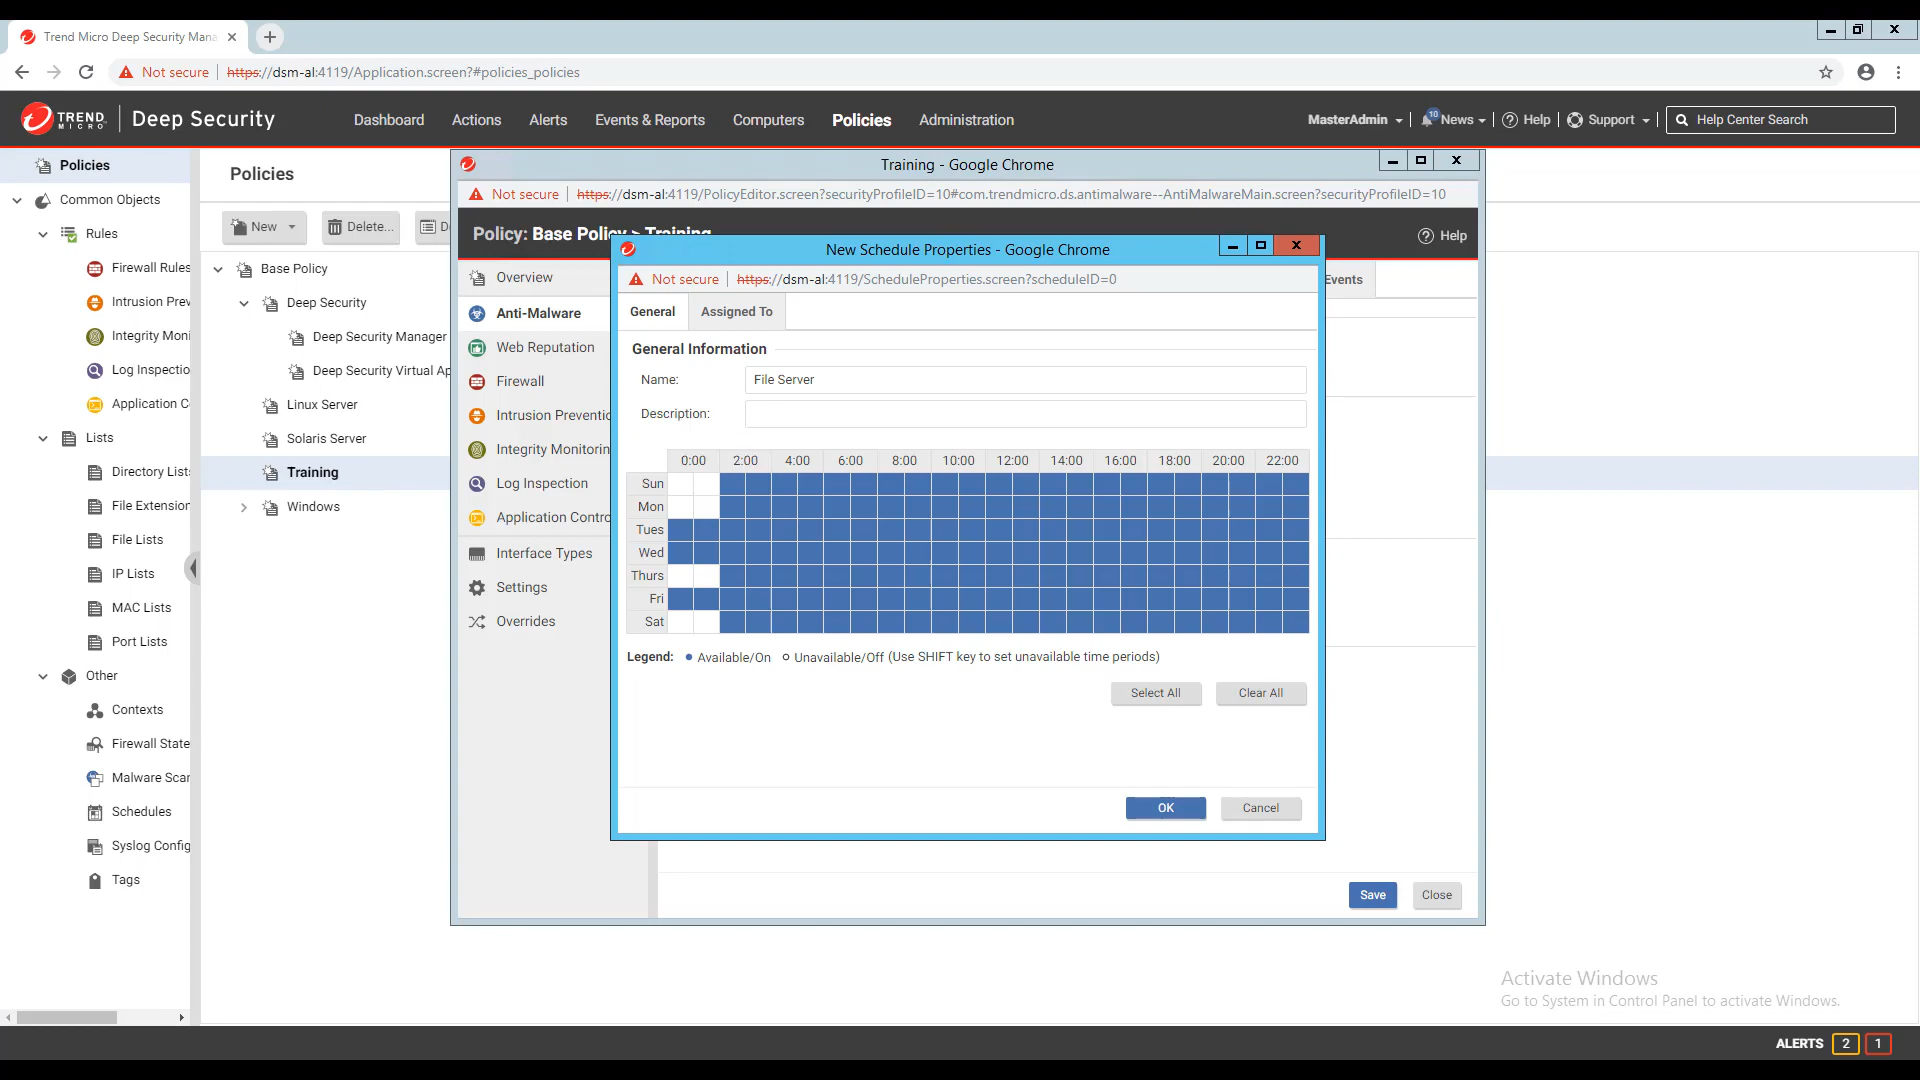 Trend Micro Deep Security Mana
Not secure https://dsm-al:4119/Application.screen?#policies_policies
TREND MICRO Deep Security Dashboard Actions Alerts Events & Reports Computers Policies Administration MasterAdmin 10 News Help Support Help Center Search
Policies
Common Objects
Rules
Firewall Rules
Intrusion Prev
Integrity Moni
Log Inspectio
Application C
Lists
Directory Lists
File Extension
File Lists
IP Lists
MAC Lists
Port Lists
Other
Contexts
Firewall State
Malware Scan
Schedules
Syslog Config
Tags
Policies
New Delete... De
Base Policy
Deep Security
Deep Security Manager
Deep Security Virtual Ap
Linux Server
Solaris Server
Training
Windows
Training - Google Chrome
Not secure https://dsm-al:4119/PolicyEditor.screen?securityProfileID=10#com.trendmicro.ds.antimalware--AntiMalwareMain.screen?securityProfileID=10
Policy: Base Policy > Training
Help
Overview
Anti-Malware
Web Reputation
Firewall
Intrusion Preventio
Integrity Monitorin
Log Inspection
Application Contro
Interface Types
Settings
Overrides
Events
New Schedule Properties - Google Chrome
Not secure https://dsm-al:4119/ScheduleProperties.screen?scheduleID=0
General Assigned To
General Information
Name: File Server
Description:
0:00 2:00 4:00 6:00 8:00 10:00 12:00 14:00 16:00 18:00 20:00 22:00
Sun
Mon
Tues
Wed
Thurs
Fri
Sat
Legend: Available/On Unavailable/Off (Use SHIFT key to set unavailable time periods)
Select All Clear All
OK Cancel
Save Close
Activate Windows
Go to System in Control Panel to activate Windows.
ALERTS 2 1